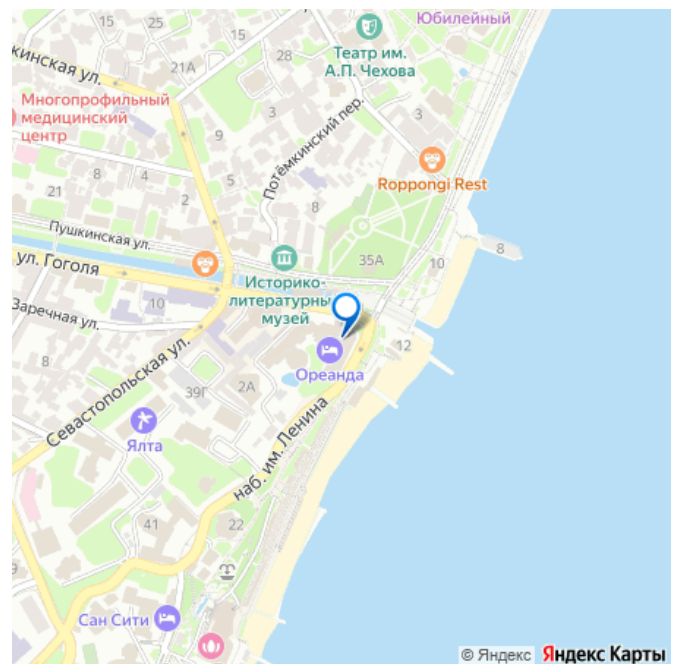 Юбилейный
Театр им.
А.П. Чехова
15
15
28
кинская ул.
21А
Многопрофильный
медицинский
центр
3
9
3
Потёмкинский пер.
Roppongi Rest
8
4
21
2
5
8
Пушкинская ул.
35А
8
10
ул. Гоголя
Историко-
литературны
музей
10
Заречная ул.
12
8
Ореанда
2А
39Г
Севастопольская ул.
Ялта
наб. им. Ленина
41
22
9
Сан Сити
© Яндекс Яндекс Карты